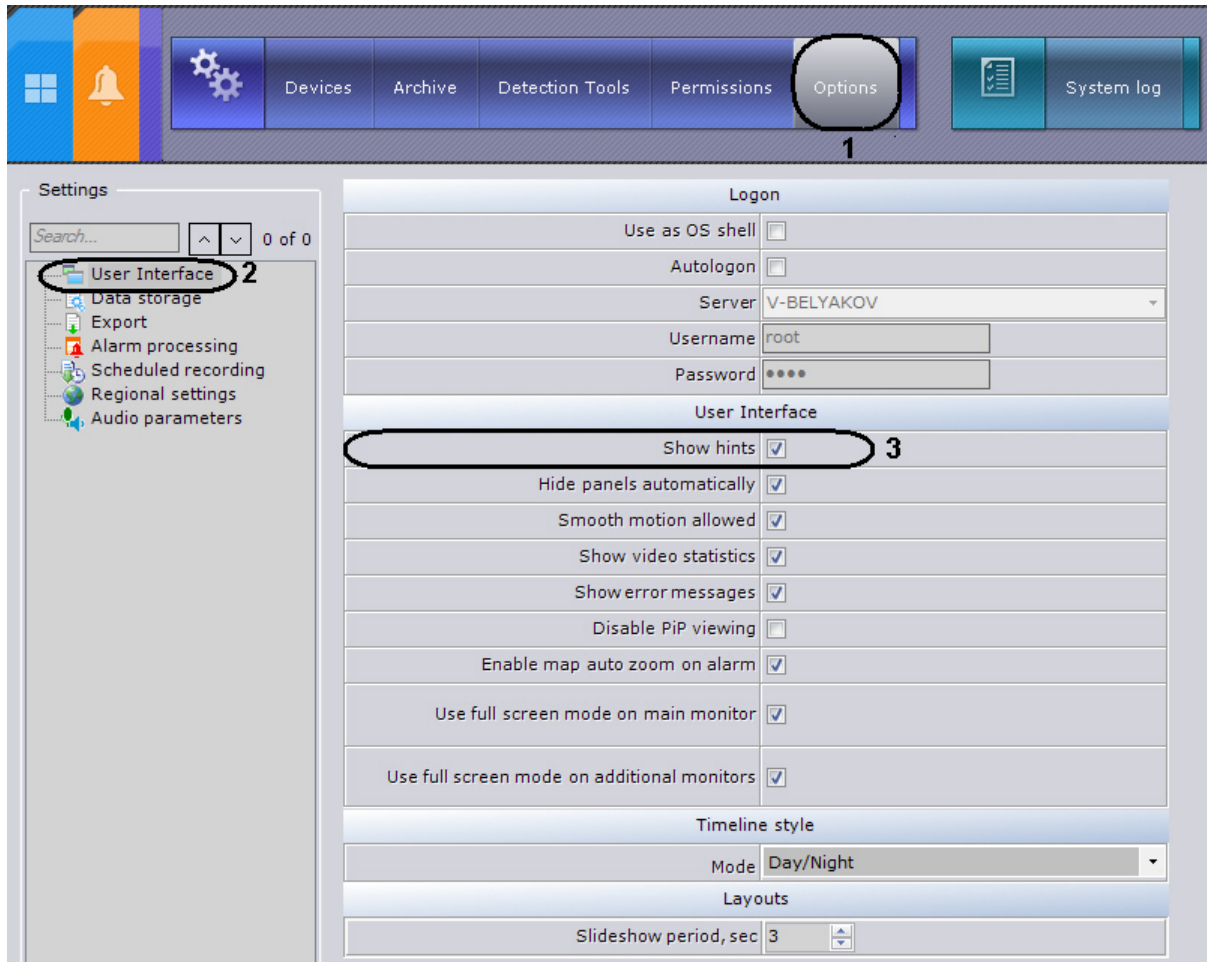 Devices Archive Detection Tools Permissions Options System log
1
Settings
Search... 0 of 0
User Interface 2
Data storage
Export
Alarm processing
Scheduled recording
Regional settings
Audio parameters
Logon
Use as OS shell
Autologon
Server V-BELYAKOV
Username root
Password ●●●●
User Interface
Show hints 3
Hide panels automatically
Smooth motion allowed
Show video statistics
Show error messages
Disable PiP viewing
Enable map auto zoom on alarm
Use full screen mode on main monitor
Use full screen mode on additional monitors
Timeline style
Mode Day/Night
Layouts
Slideshow period, sec 3